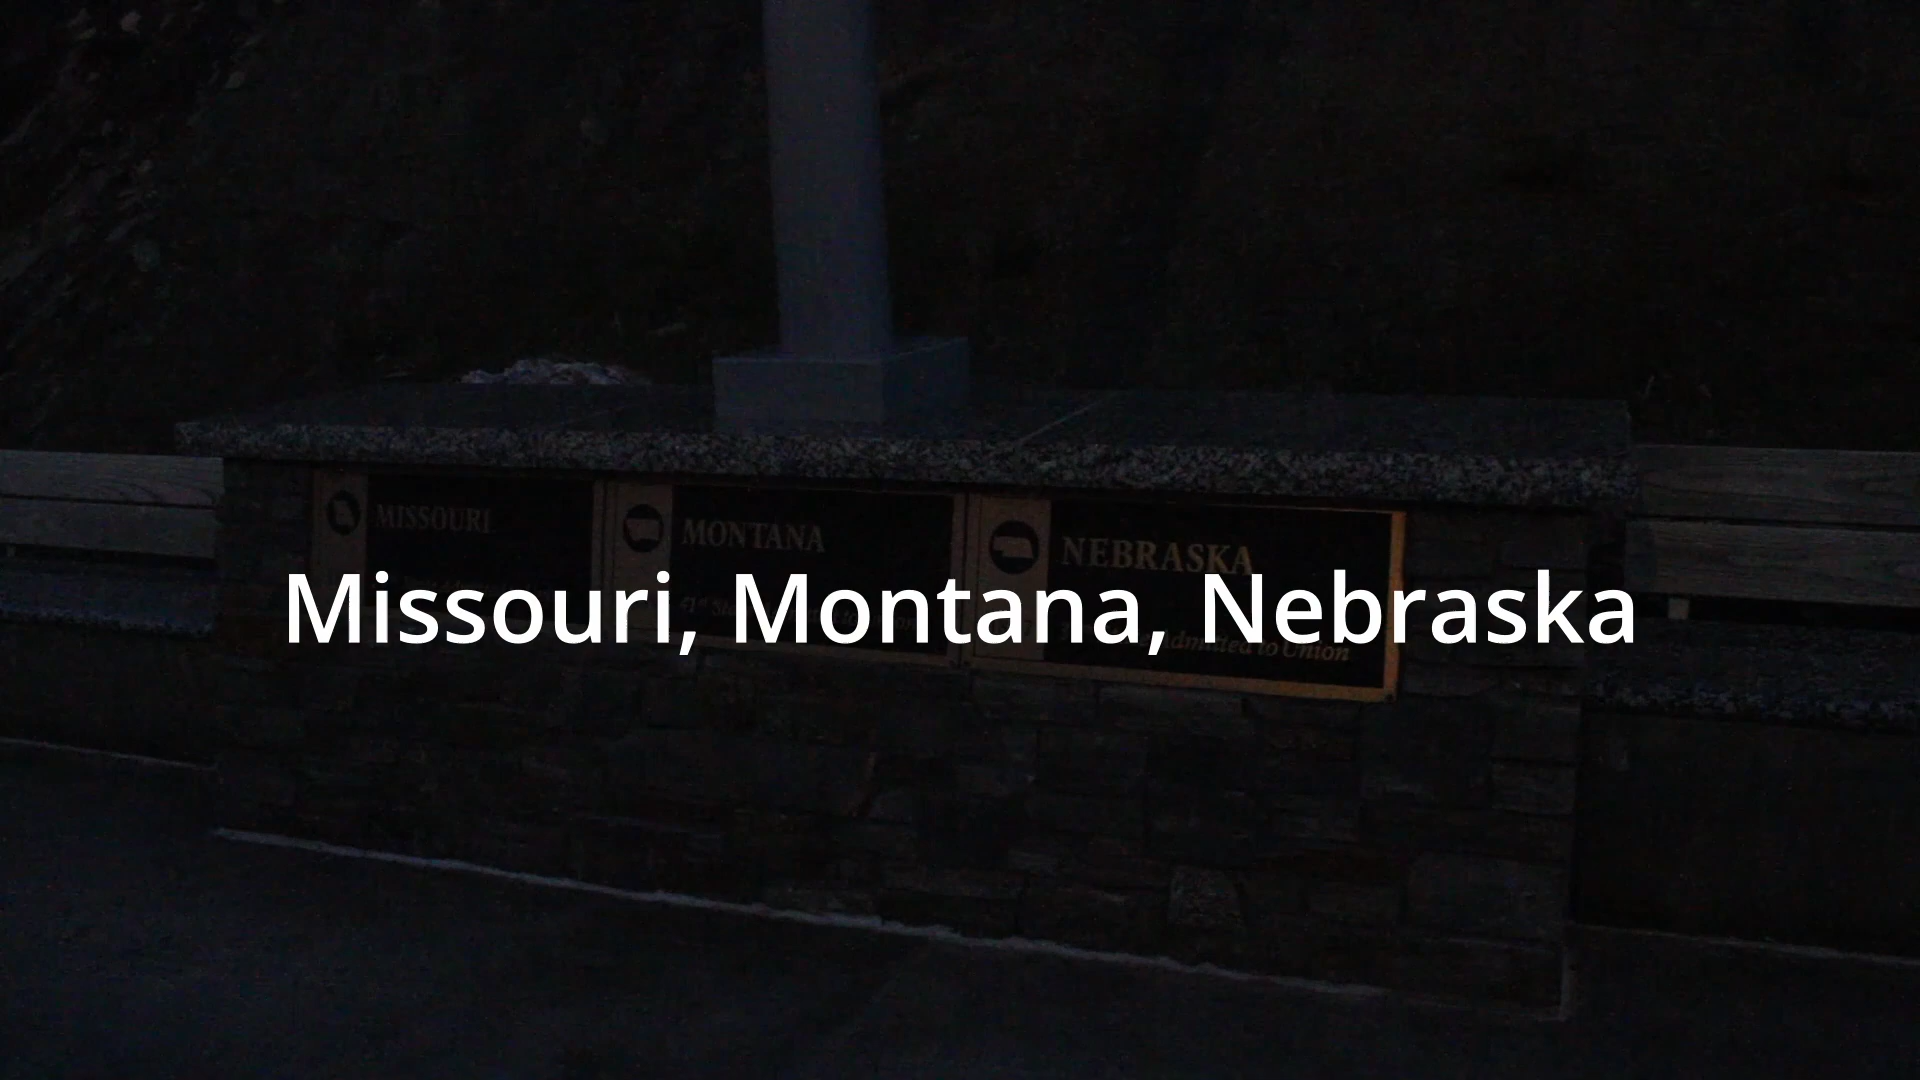 MISSOURI
MONTANA
NEBRASKA
Missouri, Montana, Nebraska
Admitted to Union